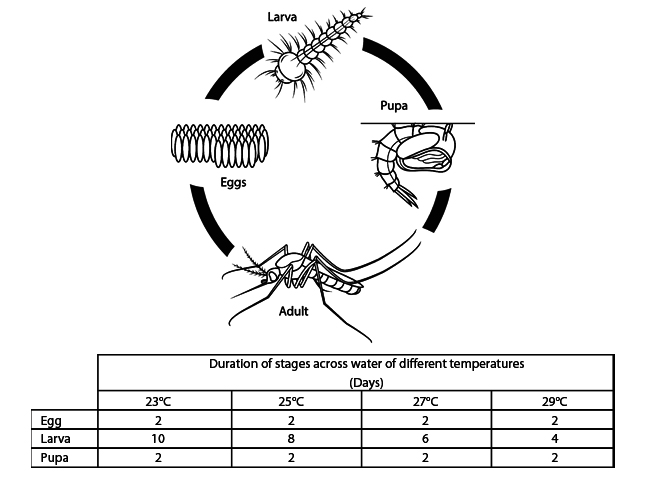 Larva
Pupa
Eggs
Adult
Duration of stages across water of different temperatures
(Days)
23°C 25°C 27°C 29°C
Egg 2 2 2 2
Larva 10 8 6 4
Pupa 2 2 2 2